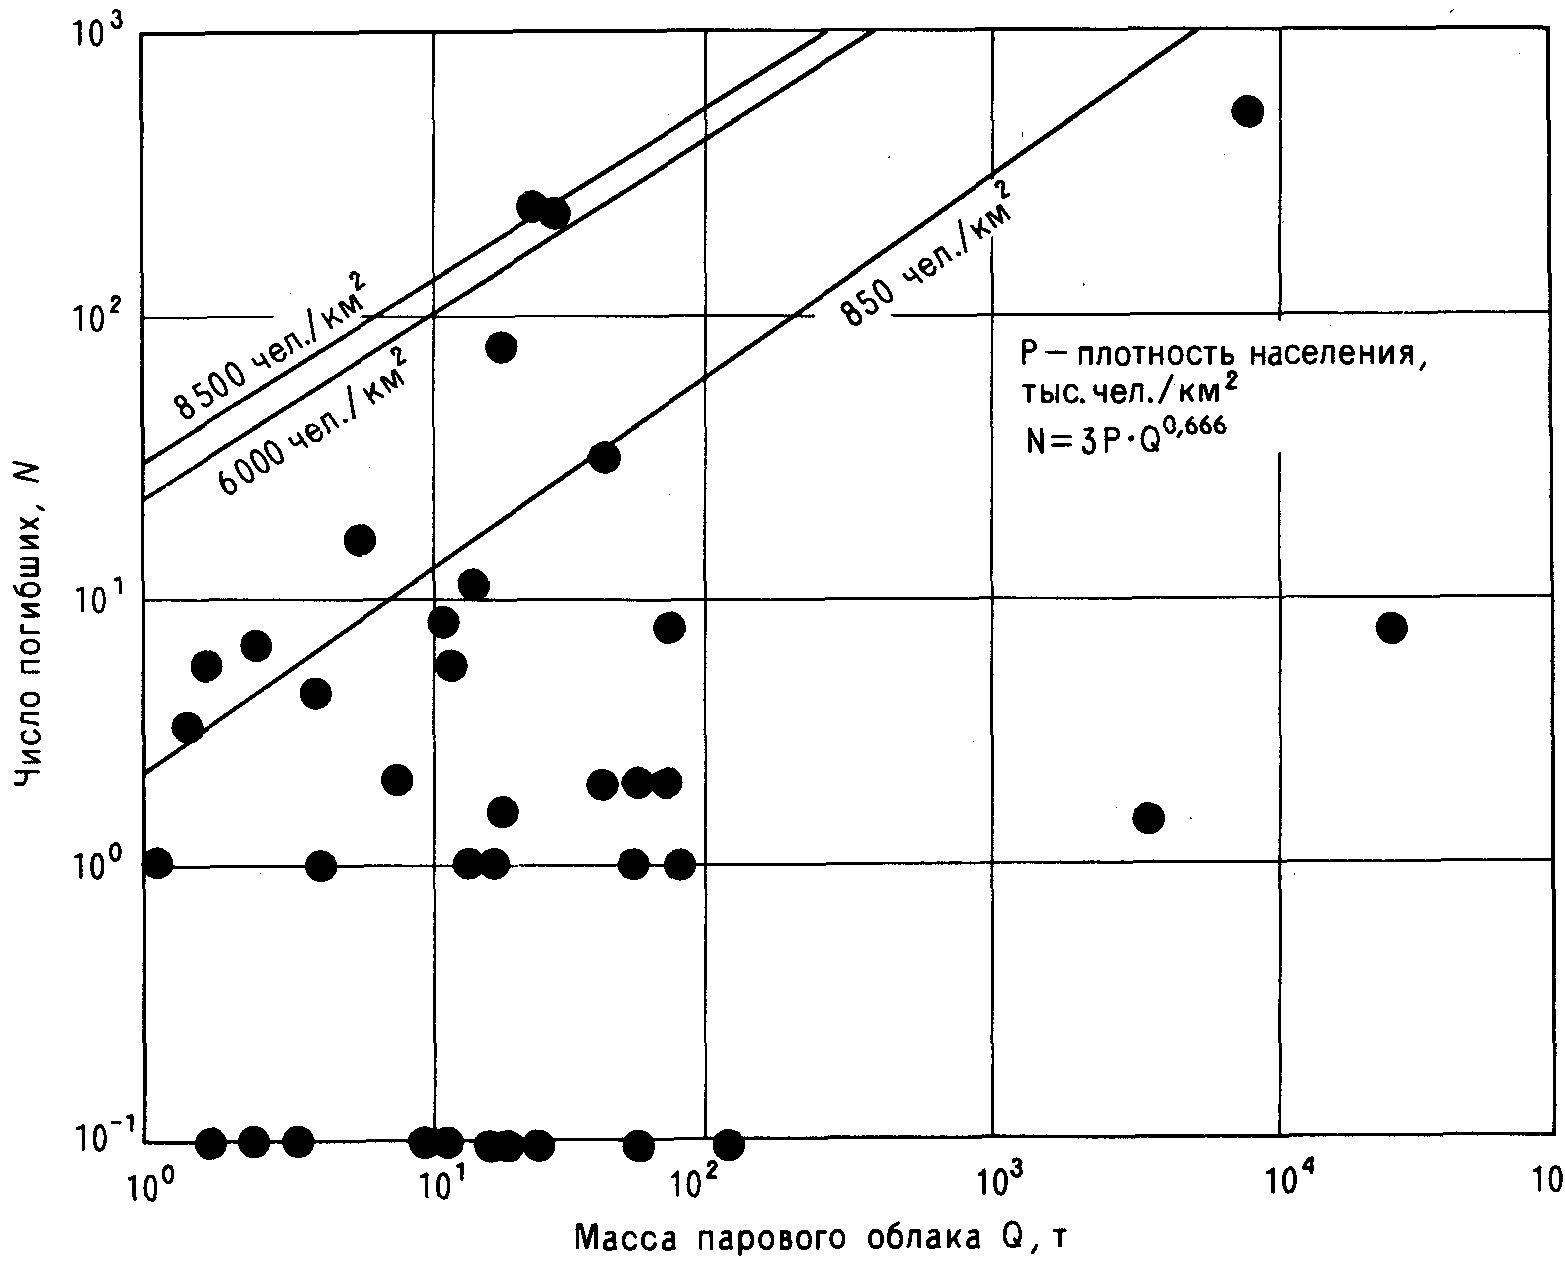 10³
10²
10¹
10⁰
10⁻¹
Число погибших, N
8500 чел./км²
6000 чел./км²
850 чел./км²
P — плотность населения,
тыс. чел./км²
N = 3P·Q⁰,⁶⁶⁶
10⁰ 10¹ 10² 10³ 10⁴ 10
Масса парового облака Q, т